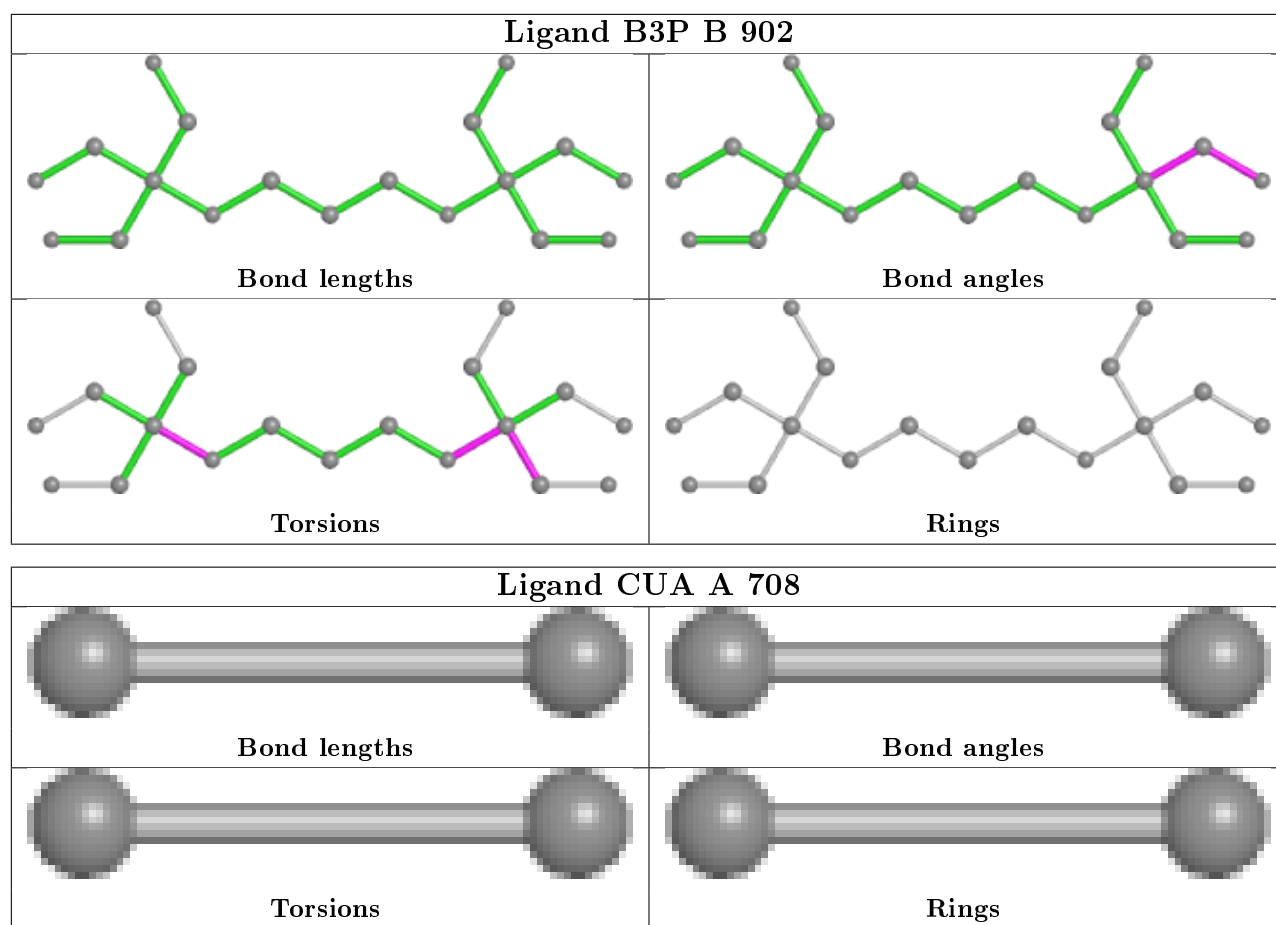 Ligand B3P B 902
Bond lengths
Bond angles
Torsions
Rings
Ligand CUA A 708
Bond lengths
Bond angles
Torsions
Rings